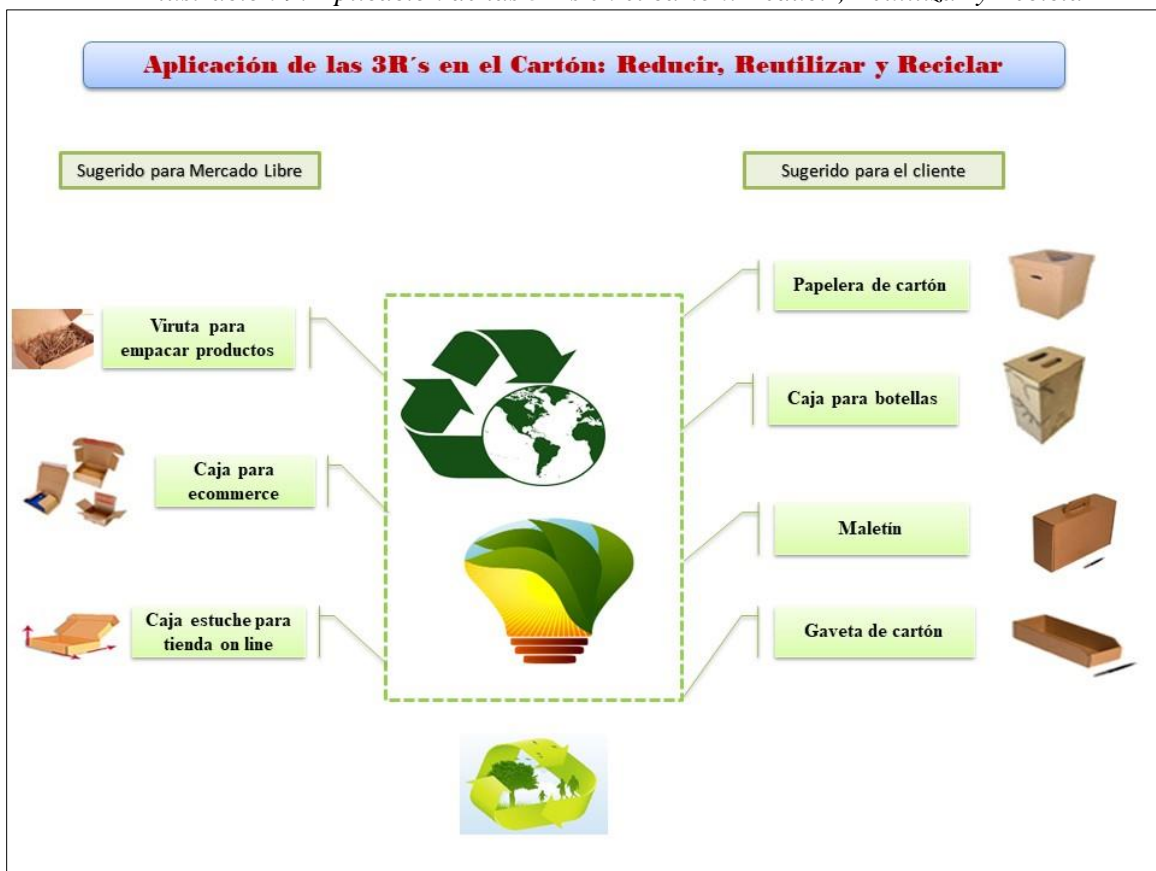 Aplicación de las 3R´s en el Cartón: Reducir, Reutilizar y Reciclar
Sugerido para Mercado Libre
Sugerido para el cliente
Viruta para
empacar productos
Caja para
ecommerce
Caja estuche para
tienda on line
Papelera de cartón
Caja para botellas
Maletín
Gaveta de cartón